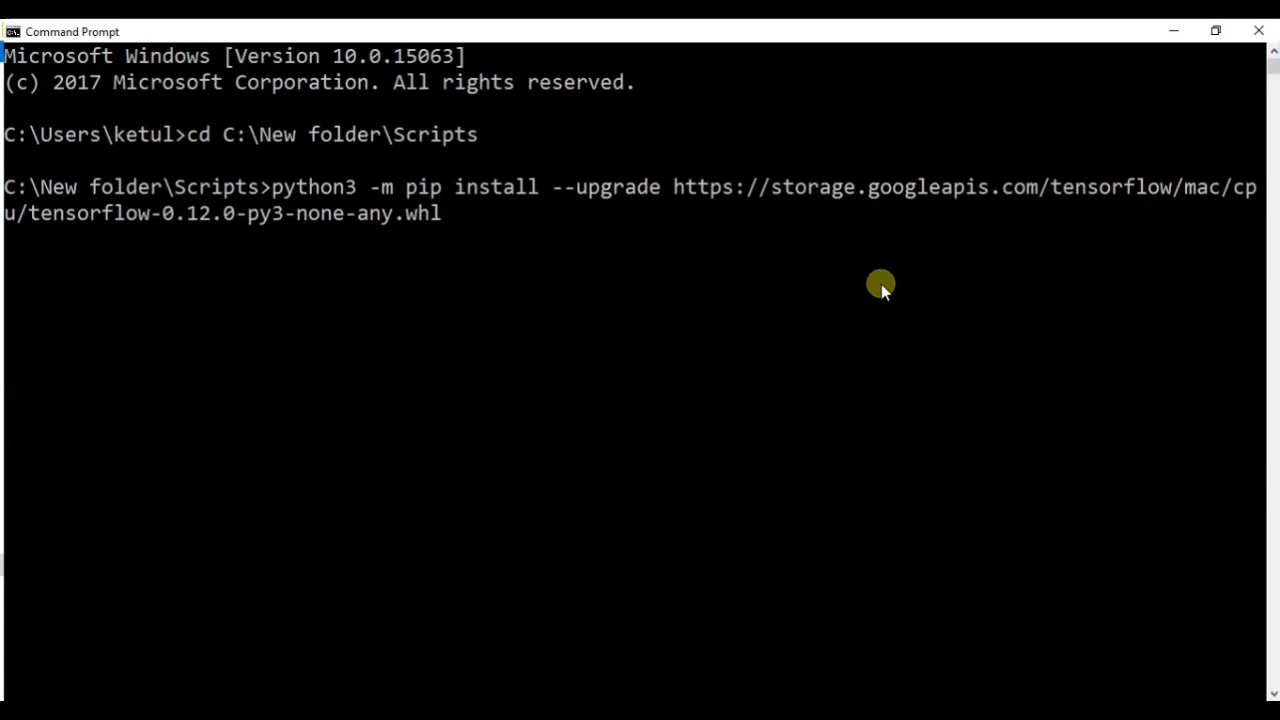 Command Prompt
Microsoft Windows [Version 10.0.15063]
(c) 2017 Microsoft Corporation. All rights reserved.
C:\Users\ketul>cd C:\New folder\Scripts
C:\New folder\Scripts>python3 -m pip install --upgrade https://storage.googleapis.com/tensorflow/mac/cp
u/tensorflow-0.12.0-py3-none-any.whl